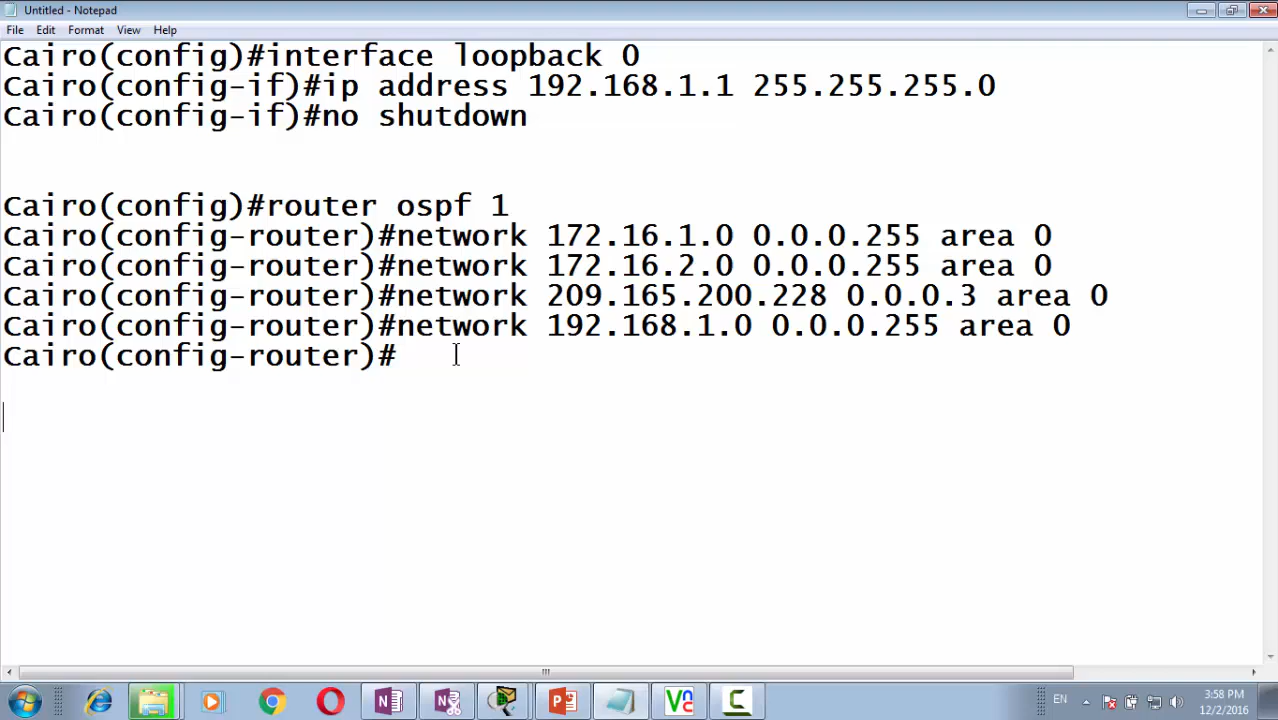 Untitled - Notepad
File Edit Format View Help
Cairo(config)#interface loopback 0
Cairo(config-if)#ip address 192.168.1.1 255.255.255.0
Cairo(config-if)#no shutdown
Cairo(config)#router ospf 1
Cairo(config-router)#network 172.16.1.0 0.0.0.255 area 0
Cairo(config-router)#network 172.16.2.0 0.0.0.255 area 0
Cairo(config-router)#network 209.165.200.228 0.0.0.3 area 0
Cairo(config-router)#network 192.168.1.0 0.0.0.255 area 0
Cairo(config-router)#
EN
3:58 PM
12/2/2016